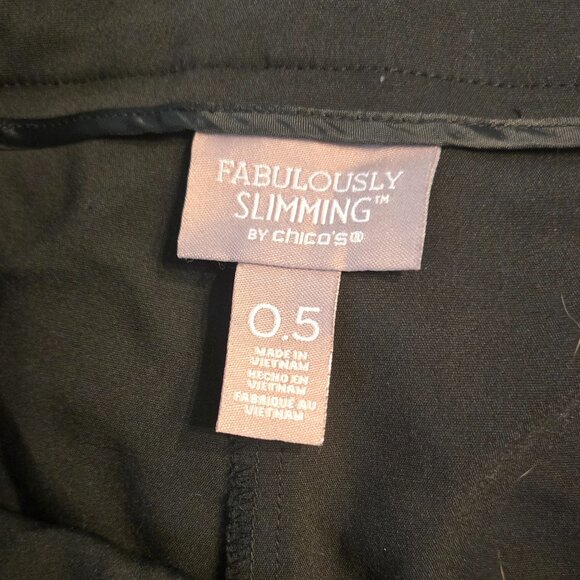 FABULOUSLY
SLIMMING™
BY chico's®
0.5
MADE IN
VIETNAM
HECHO EN
VIETNAM
FABRIQUE AU
VIETNAM